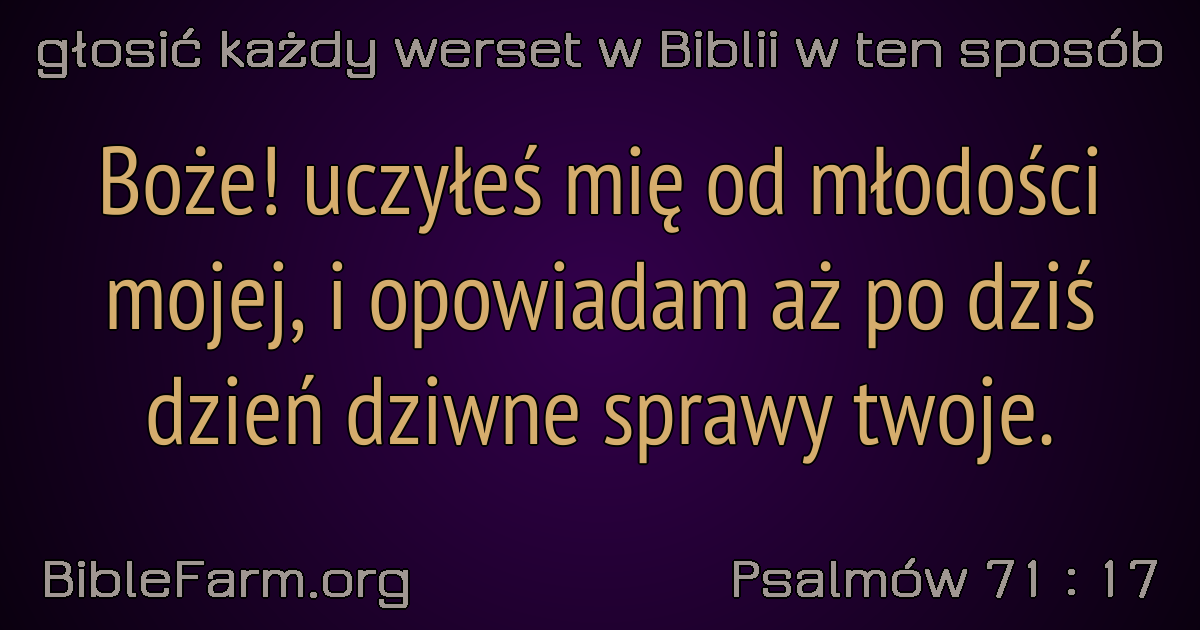 głosić każdy werset w Biblii w ten sposób
Boże! uczyłeś mię od młodości
mojej, i opowiadam aż po dziś
dzień dziwne sprawy twoje.
BibleFarm.org
Psalmów 71 : 17